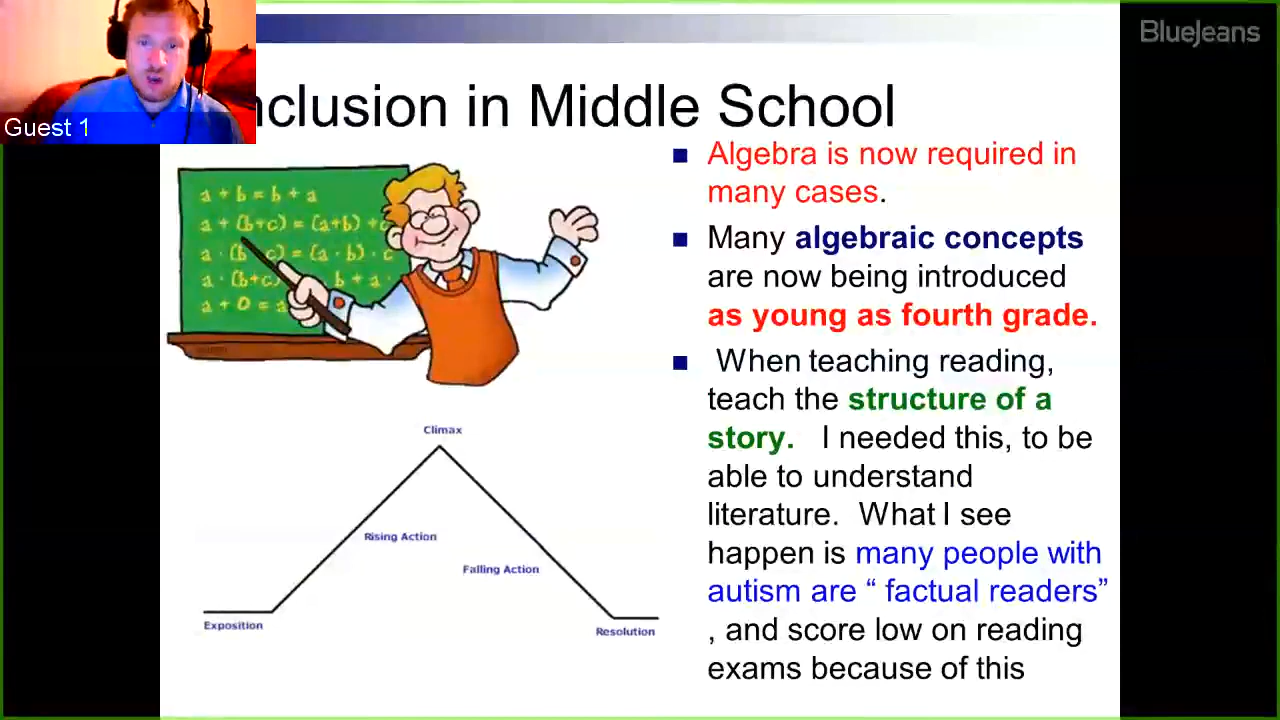 BlueJeans
Guest 1
nclusion in Middle School
a + b = b + a
a + (b+c) = (a+b) + c
a + 0 = a
Algebra is now required in
many cases.
Many algebraic concepts
are now being introduced
as young as fourth grade.
When teaching reading,
teach the structure of a
story. I needed this, to be
able to understand
literature. What I see
happen is many people with
autism are “ factual readers”
, and score low on reading
exams because of this
Climax
Rising Action
Falling Action
Exposition
Resolution